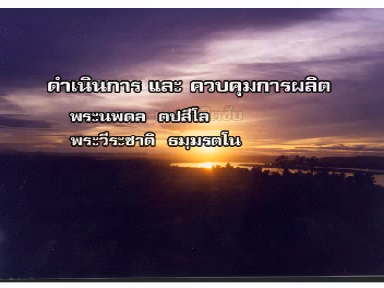 ดำเนินการ และ ควบคุมการผลิต
พระนพดล ตปสีโล
พระวีระชาติ ธมฺมรตโน